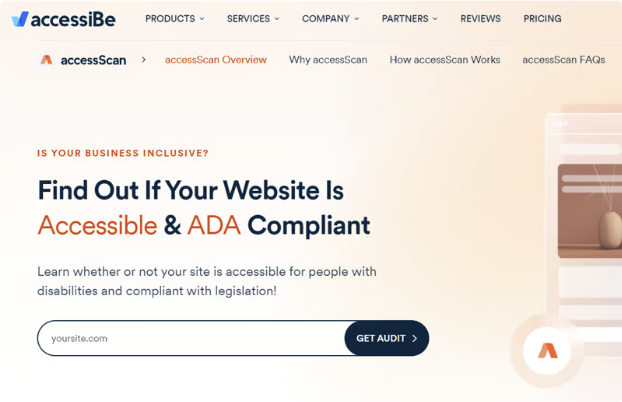 accessiBe PRODUCTS SERVICES COMPANY PARTNERS REVIEWS PRICING
accessScan accessScan Overview Why accessScan How accessScan Works accessScan FAQs
IS YOUR BUSINESS INCLUSIVE?
Find Out If Your Website Is
Accessible & ADA Compliant
Learn whether or not your site is accessible for people with
disabilities and compliant with legislation!
yoursite.com GET AUDIT